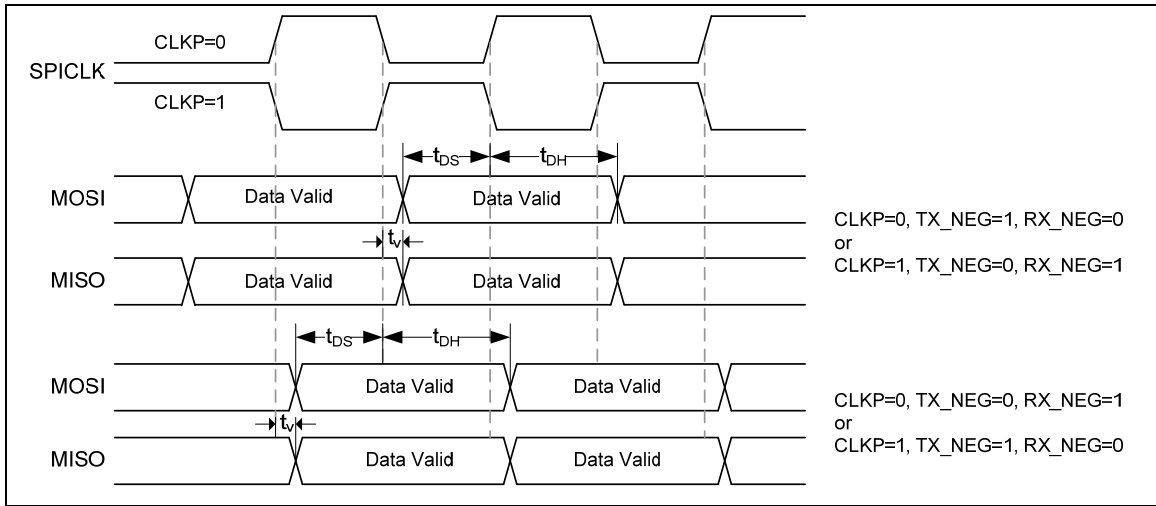 CLKP=0
SPICLK
CLKP=1
tDS
tDH
MOSI
Data Valid
Data Valid
CLKP=0, TX_NEG=1, RX_NEG=0
or
CLKP=1, TX_NEG=0, RX_NEG=1
tv
MISO
Data Valid
Data Valid
tDS
tDH
MOSI
Data Valid
Data Valid
CLKP=0, TX_NEG=0, RX_NEG=1
or
CLKP=1, TX_NEG=1, RX_NEG=0
tv
MISO
Data Valid
Data Valid